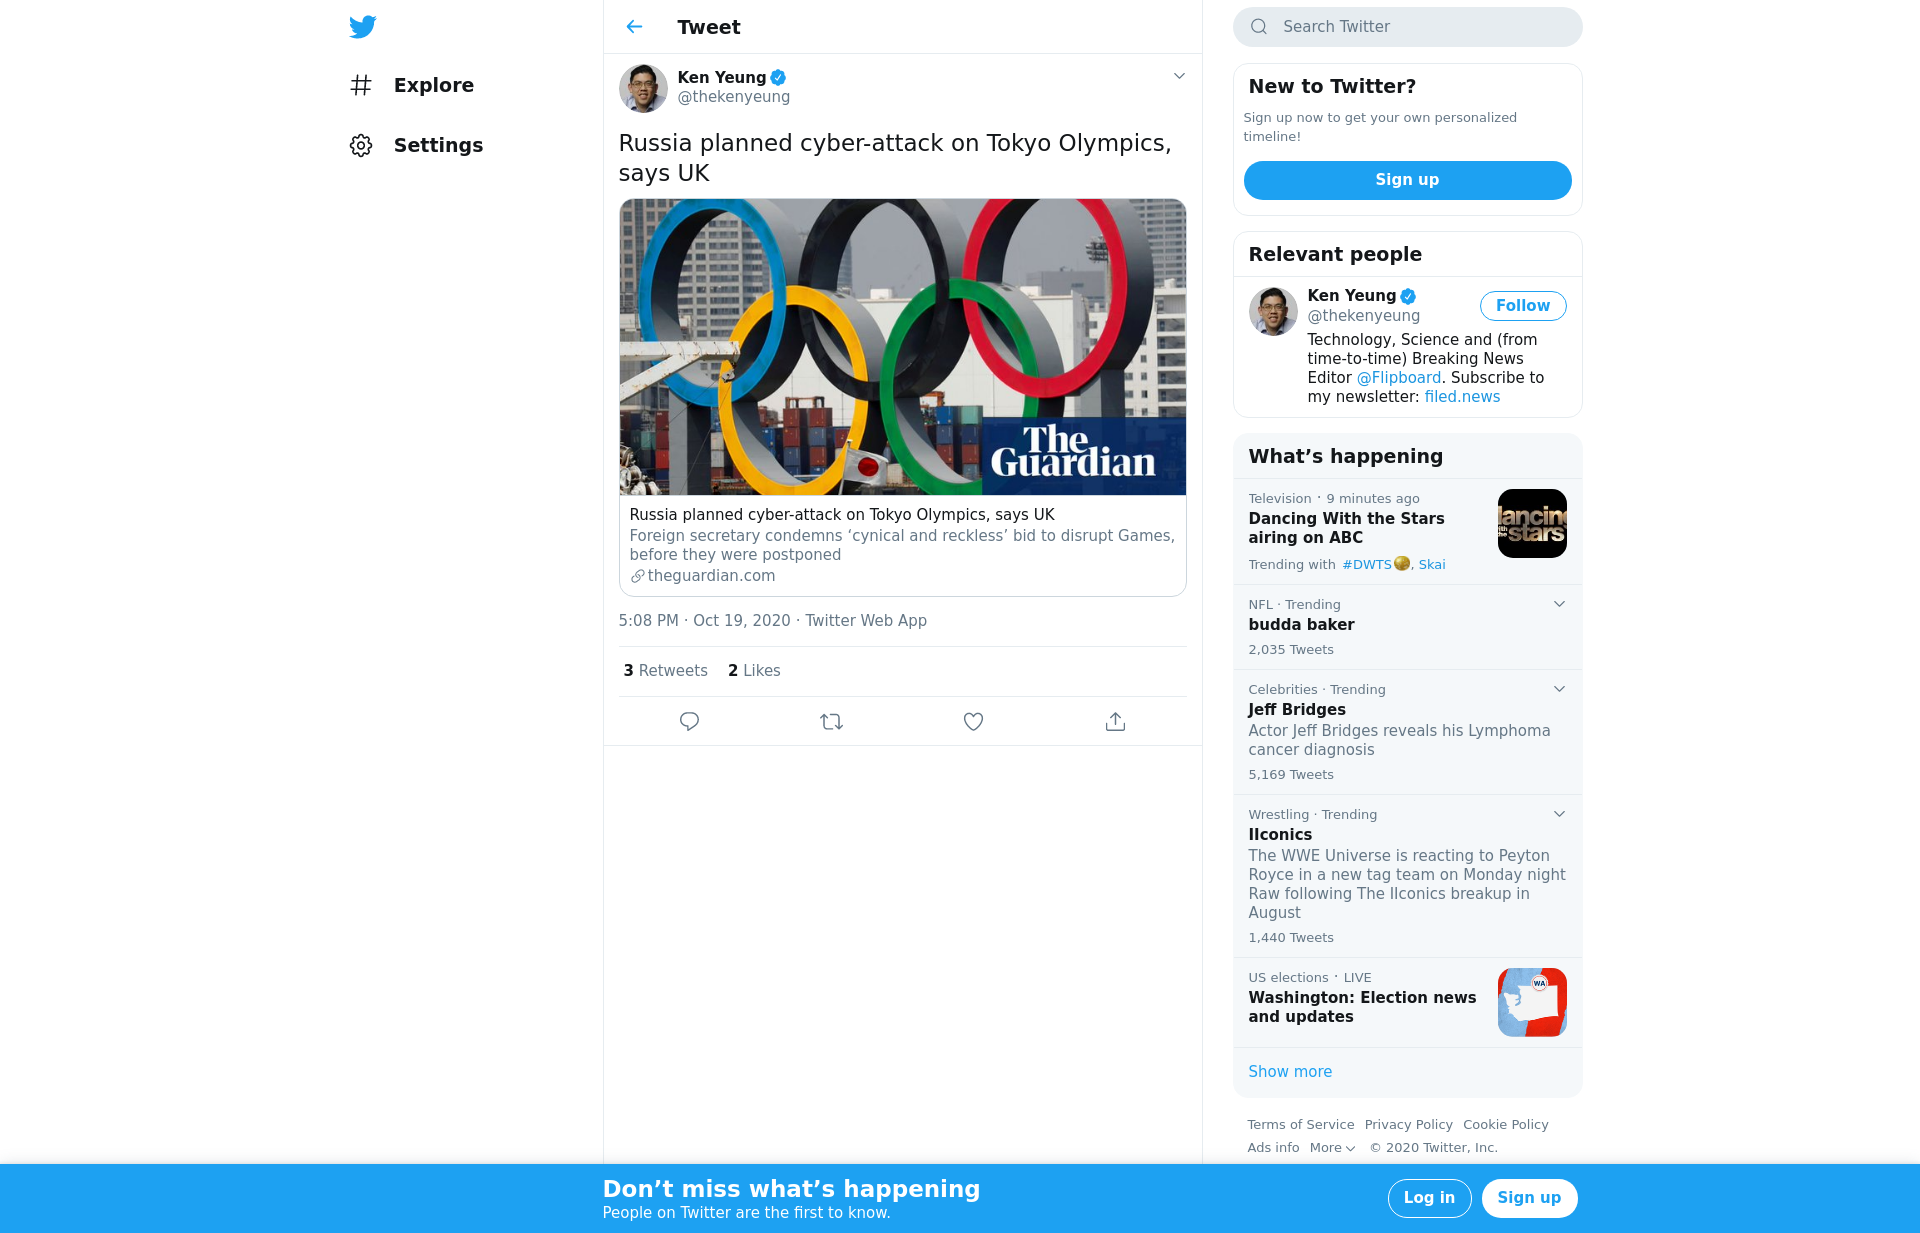 Explore
Settings
Tweet
Ken Yeung
@thekenyeung
Russia planned cyber-attack on Tokyo Olympics,
says UK
The
Guardian
Russia planned cyber-attack on Tokyo Olympics, says UK
Foreign secretary condemns ‘cynical and reckless’ bid to disrupt Games,
before they were postponed
theguardian.com
5:08 PM · Oct 19, 2020 · Twitter Web App
3 Retweets 2 Likes
Search Twitter
New to Twitter?
Sign up now to get your own personalized
timeline!
Sign up
Relevant people
Ken Yeung
@thekenyeung
Follow
Technology, Science and (from
time-to-time) Breaking News
Editor @Flipboard. Subscribe to
my newsletter: filed.news
What’s happening
Television · 9 minutes ago
Dancing With the Stars
airing on ABC
Trending with #DWTS, Skai
dancing
with the
stars
NFL · Trending
budda baker
2,035 Tweets
Celebrities · Trending
Jeff Bridges
Actor Jeff Bridges reveals his Lymphoma
cancer diagnosis
5,169 Tweets
Wrestling · Trending
IIconics
The WWE Universe is reacting to Peyton
Royce in a new tag team on Monday night
Raw following The IIconics breakup in
August
1,440 Tweets
US elections · LIVE
Washington: Election news
and updates
WA
Show more
Terms of Service Privacy Policy Cookie Policy
Ads info More © 2020 Twitter, Inc.
Don’t miss what’s happening
People on Twitter are the first to know.
Log in
Sign up